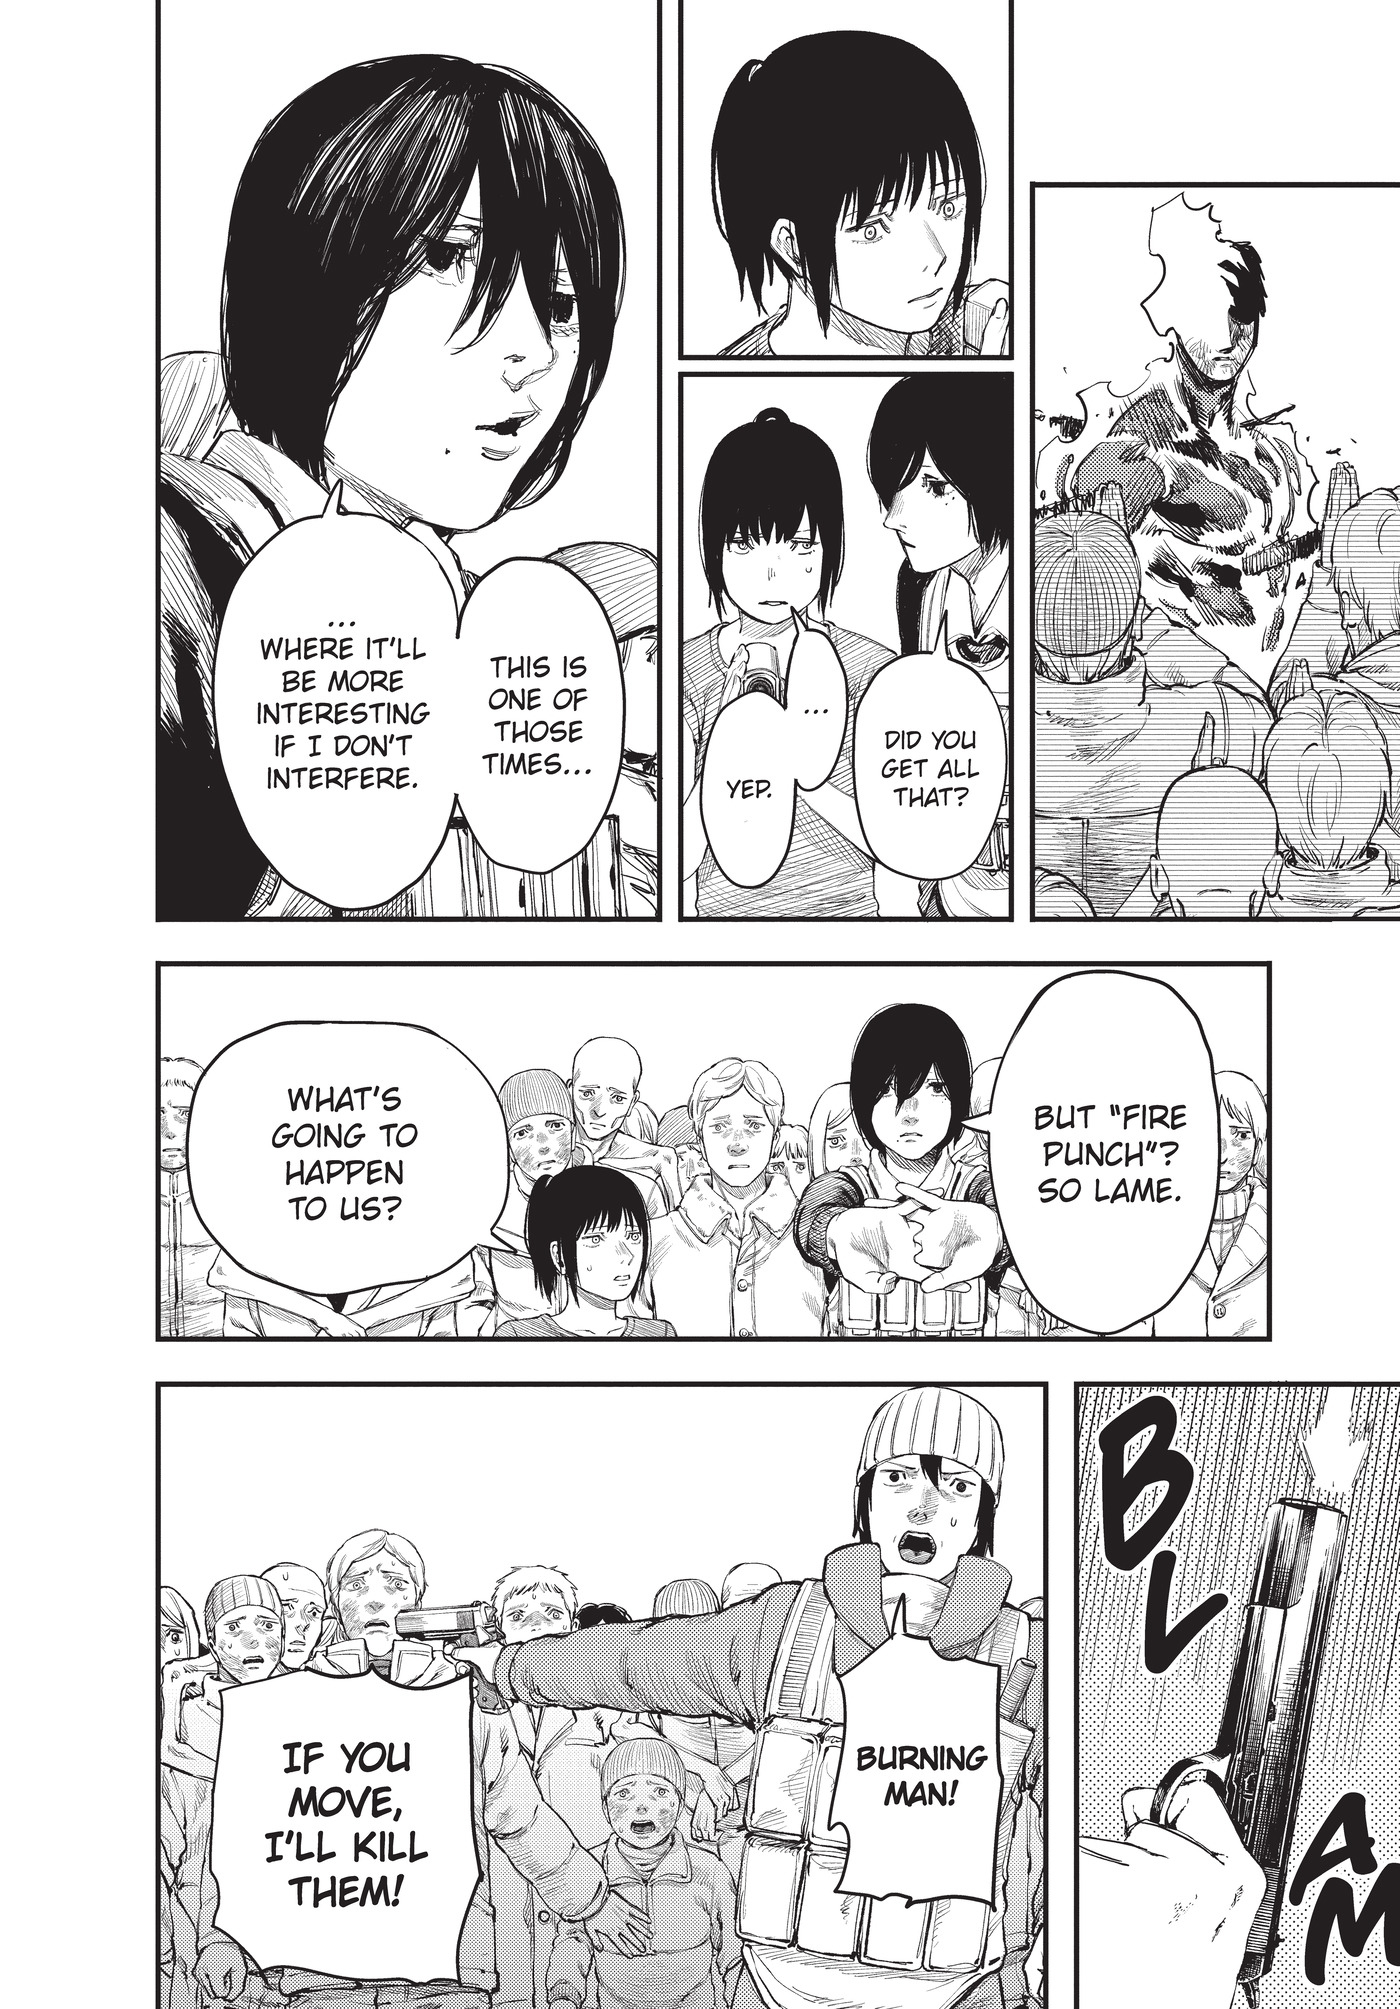 DID YOU
GET ALL
THAT?
...
YEP.
THIS IS
ONE OF
THOSE
TIMES...
...
WHERE IT'LL
BE MORE
INTERESTING
IF I DON'T
INTERFERE.
BUT "FIRE
PUNCH"?
SO LAME.
WHAT'S
GOING TO
HAPPEN
TO US?
BLAM
BURNING
MAN!
IF YOU
MOVE,
I'LL KILL
THEM!